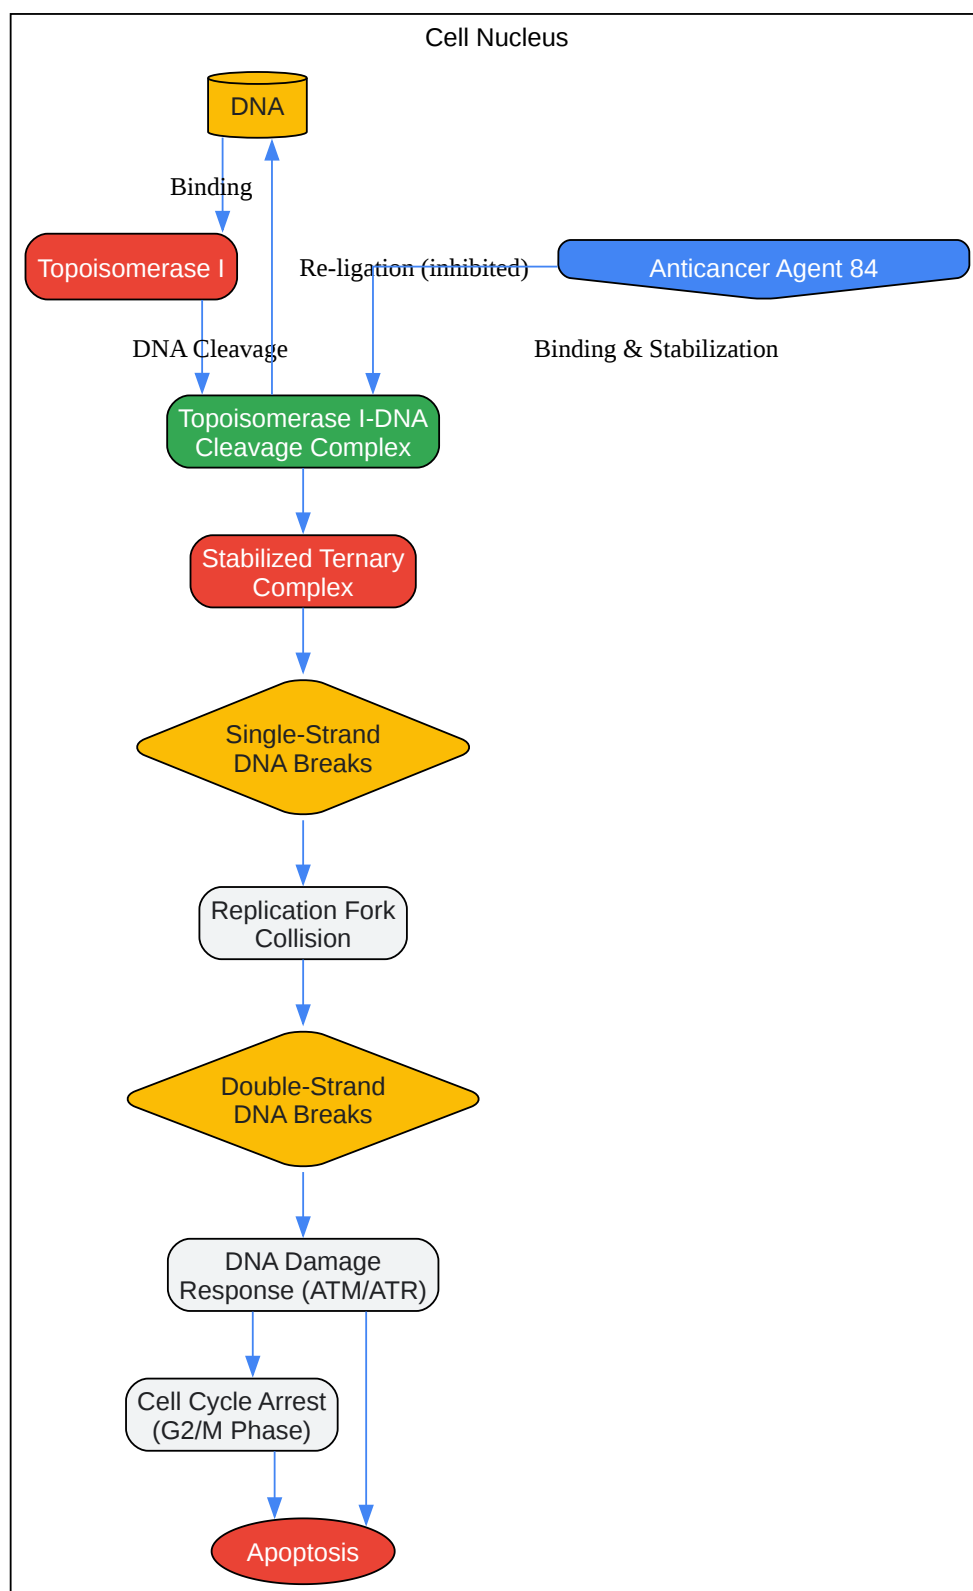 Cell Nucleus
DNA
Binding
Topoisomerase I
Re-ligation (inhibited)
Anticancer Agent 84
DNA Cleavage
Binding & Stabilization
Topoisomerase I-DNA
Cleavage Complex
Stabilized Ternary
Complex
Single-Strand
DNA Breaks
Replication Fork
Collision
Double-Strand
DNA Breaks
DNA Damage
Response (ATM/ATR)
Cell Cycle Arrest
(G2/M Phase)
Apoptosis